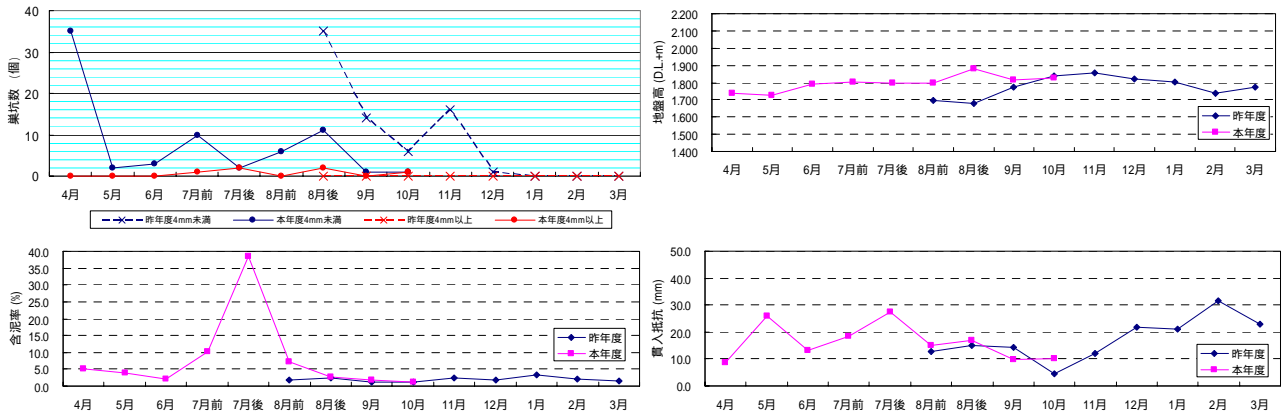 40
30
20
10
0
巣坑数 (個)
4月 5月 6月 7月前 7月後 8月前 8月後 9月 10月 11月 12月 1月 2月 3月
昨年度4mm未満 本年度4mm未満 昨年度4mm以上 本年度4mm以上
2.200
2.100
2.000
1.900
1.800
1.700
1.600
1.500
1.400
地盤高 (D.L.+m)
昨年度
本年度
4月 5月 6月 7月前 7月後 8月前 8月後 9月 10月 11月 12月 1月 2月 3月
40.0
35.0
30.0
25.0
20.0
15.0
10.0
5.0
0.0
含泥率 (%)
昨年度
本年度
4月 5月 6月 7月前 7月後 8月前 8月後 9月 10月 11月 12月 1月 2月 3月
50.0
40.0
30.0
20.0
10.0
0.0
貫入抵抗 (mm)
昨年度
本年度
4月 5月 6月 7月前 7月後 8月前 8月後 9月 10月 11月 12月 1月 2月 3月